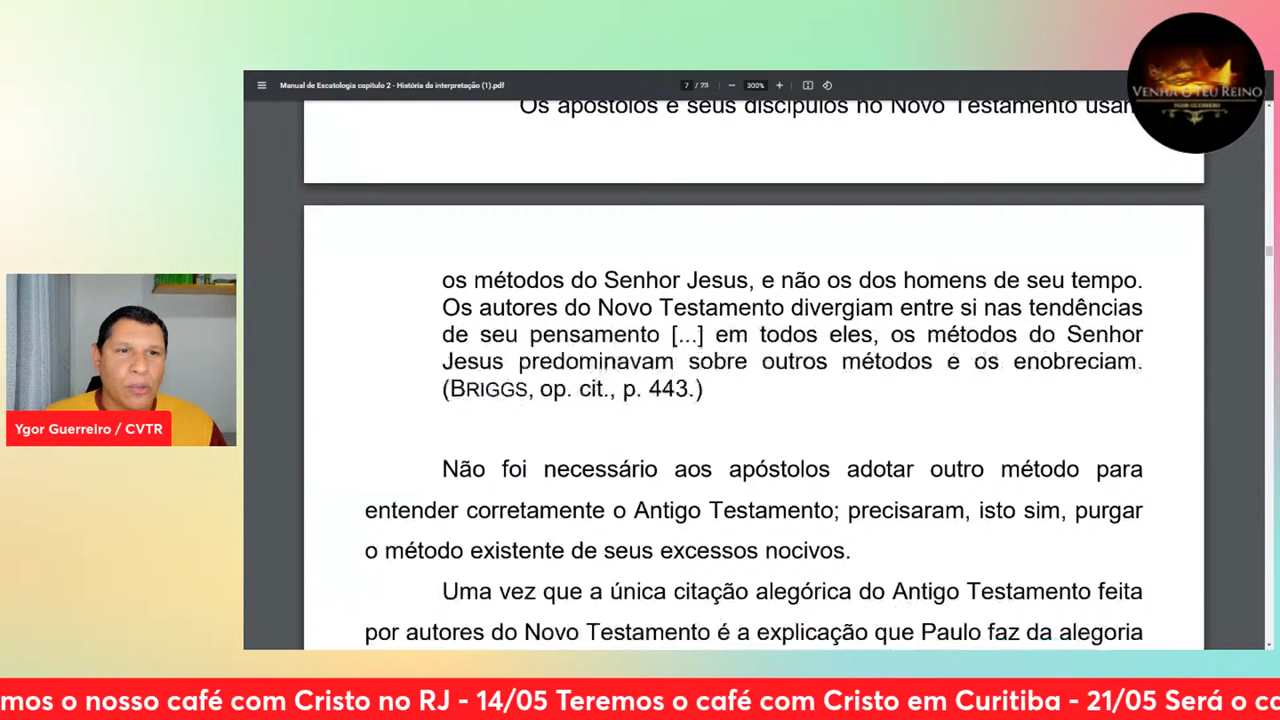 Manual de Escatologia capítulo 2 - História da interpretação (1).pdf
7 / 73
300%
VENHA O TEU REINO
YGOR GUERREIRO
Os apóstolos e seus discípulos no Novo Testamento
os métodos do Senhor Jesus, e não os dos homens de seu tempo.
Os autores do Novo Testamento divergiam entre si nas tendências
de seu pensamento [...] em todos eles, os métodos do Senhor
Jesus predominavam sobre outros métodos e os enobreciam.
(BRIGGS, op. cit., p. 443.)
Não foi necessário aos apóstolos adotar outro método para
entender corretamente o Antigo Testamento; precisaram, isto sim, purgar
o método existente de seus excessos nocivos.
Uma vez que a única citação alegórica do Antigo Testamento feita
por autores do Novo Testamento é a explicação que Paulo faz da alegoria
Ygor Guerreiro / CVTR
mos o nosso café com Cristo no RJ - 14/05 Teremos o café com Cristo em Curitiba - 21/05 Será o ca